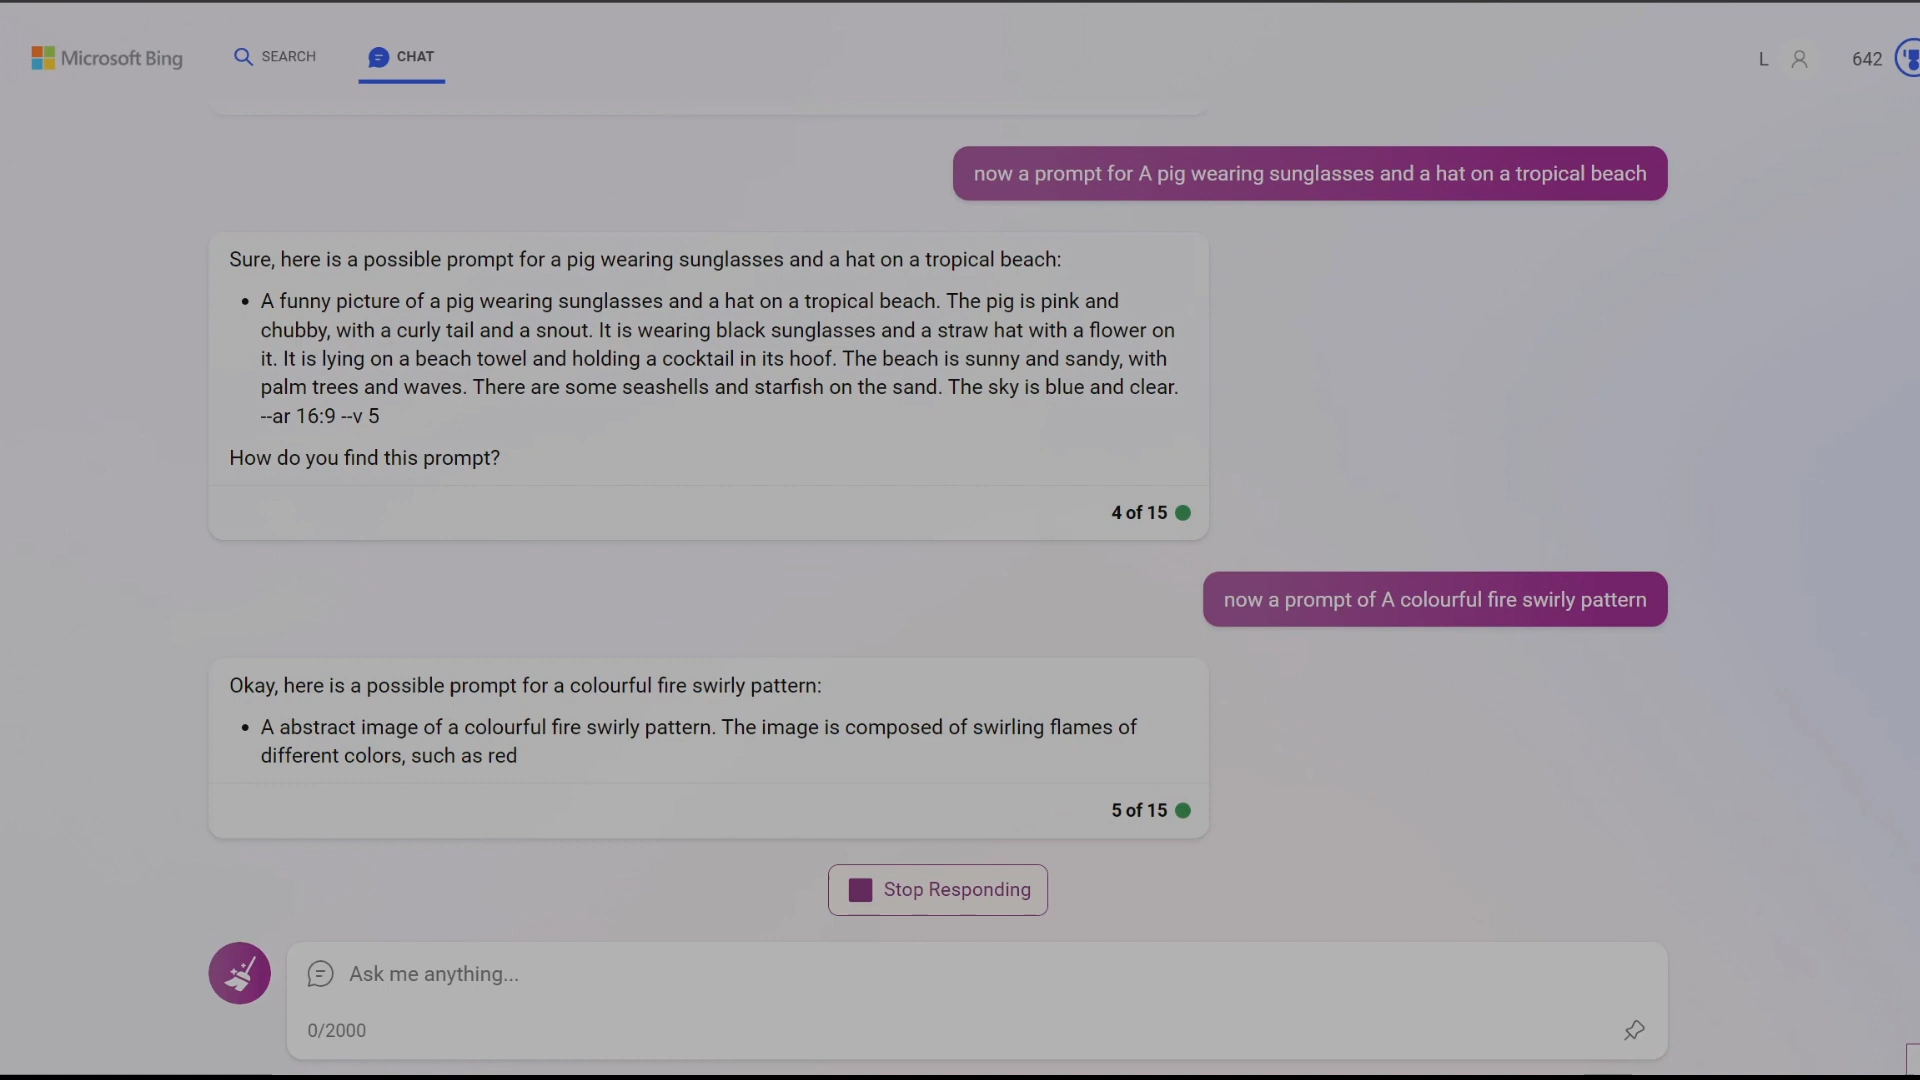 Microsoft Bing
SEARCH
CHAT
L
642
now a prompt for A pig wearing sunglasses and a hat on a tropical beach
Sure, here is a possible prompt for a pig wearing sunglasses and a hat on a tropical beach:
• A funny picture of a pig wearing sunglasses and a hat on a tropical beach. The pig is pink and
chubby, with a curly tail and a snout. It is wearing black sunglasses and a straw hat with a flower on
it. It is lying on a beach towel and holding a cocktail in its hoof. The beach is sunny and sandy, with
palm trees and waves. There are some seashells and starfish on the sand. The sky is blue and clear.
--ar 16:9 --v 5
How do you find this prompt?
4 of 15
now a prompt of A colourful fire swirly pattern
Okay, here is a possible prompt for a colourful fire swirly pattern:
• A abstract image of a colourful fire swirly pattern. The image is composed of swirling flames of
different colors, such as red
5 of 15
Stop Responding
Ask me anything...
0/2000